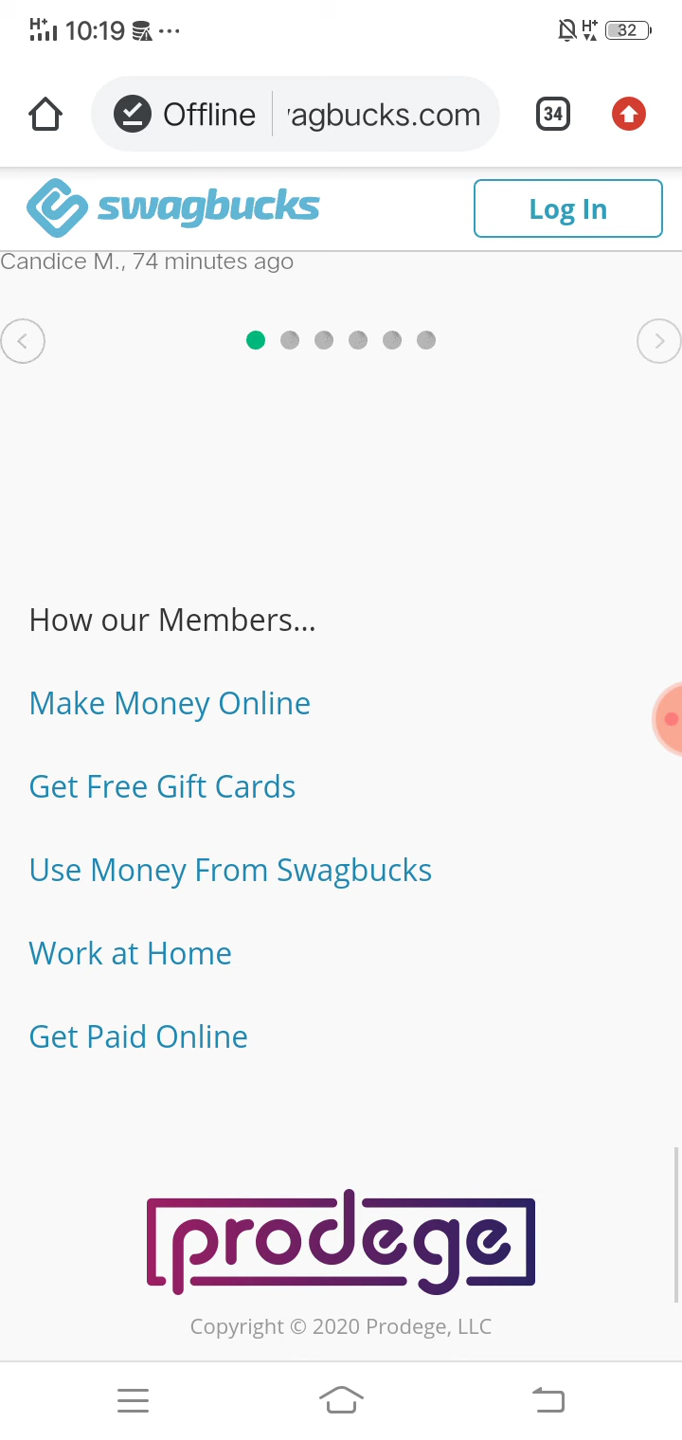 H+ 10:19 ... H+ 32
Offline agbucks.com 34
swagbucks Log In
Candice M., 74 minutes ago
How our Members...
Make Money Online
Get Free Gift Cards
Use Money From Swagbucks
Work at Home
Get Paid Online
prodege
Copyright © 2020 Prodege, LLC